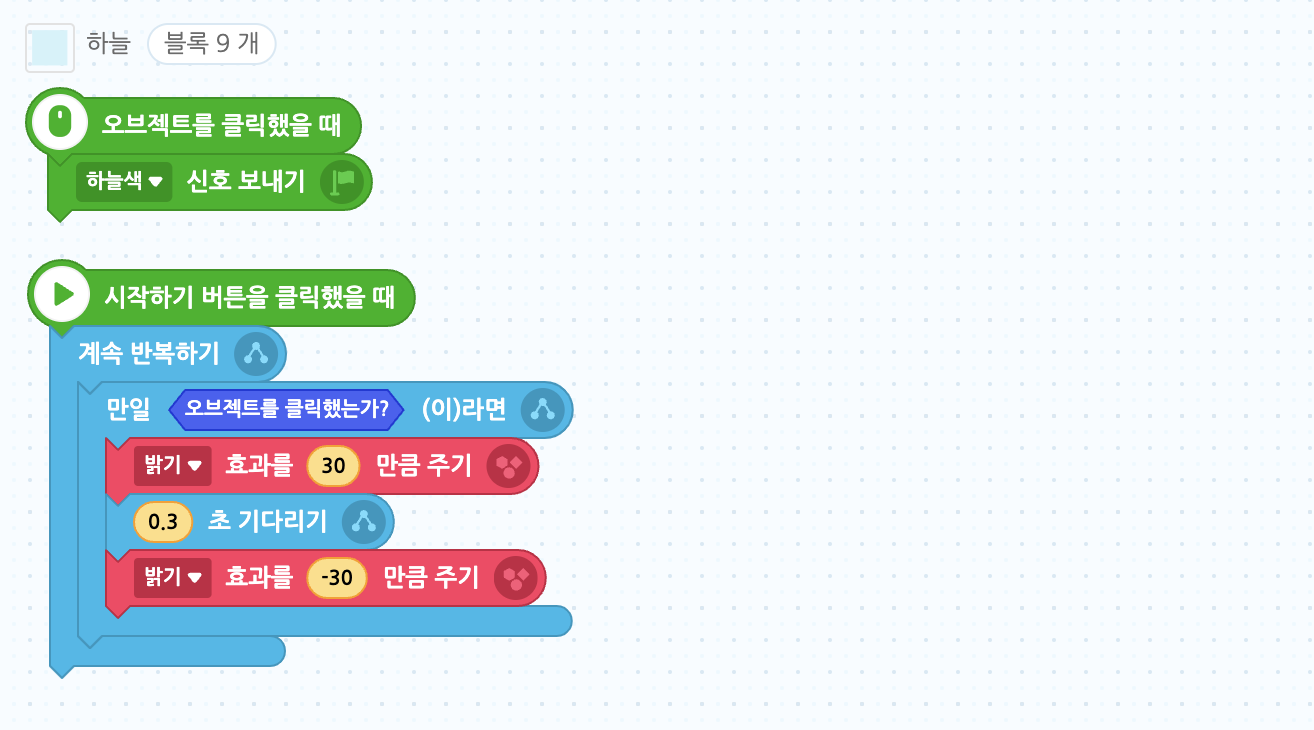 하늘 블록 9 개
오브젝트를 클릭했을 때
하늘색 신호 보내기
시작하기 버튼을 클릭했을 때
계속 반복하기
만일 오브젝트를 클릭했는가? (이)라면
밝기 효과를 30 만큼 주기
0.3 초 기다리기
밝기 효과를 -30 만큼 주기